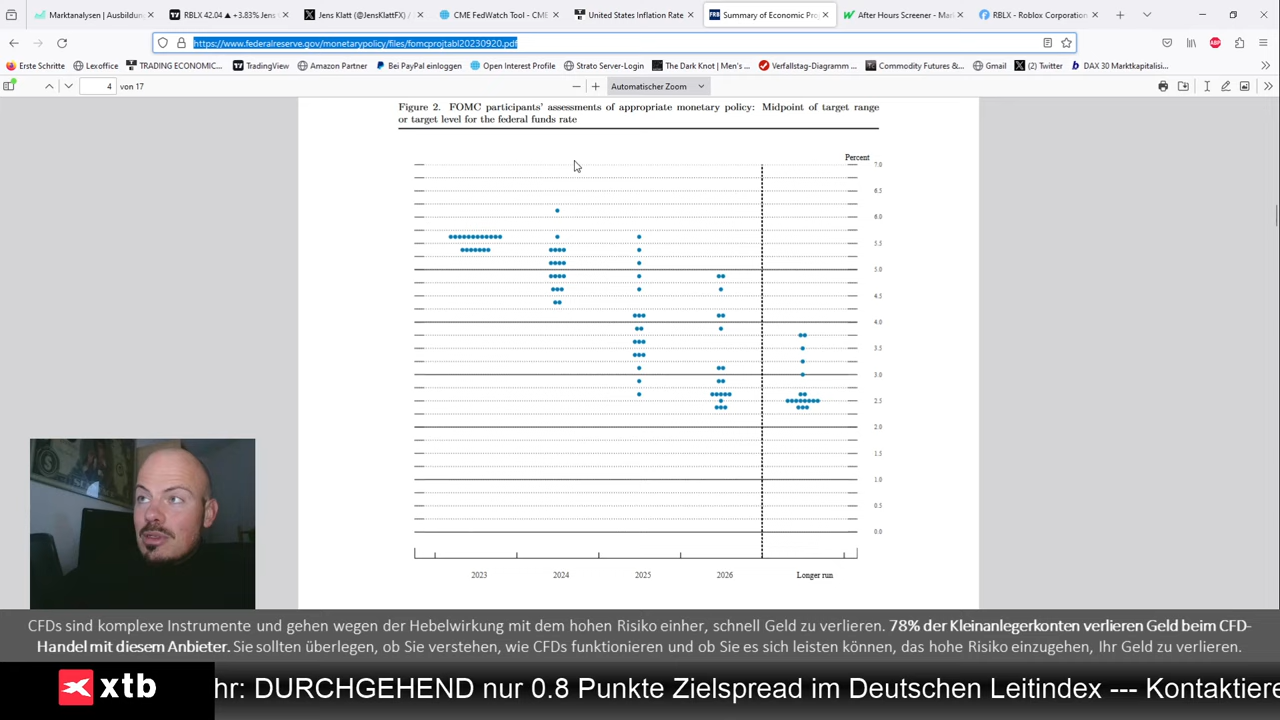 Marktanalysen | Ausbildun
RBLX 42.04 ▲ +3.83% Jens v
Jens Klatt (@JensKlattFX) /
CME FedWatch Tool - CME
United States Inflation Rate
Summary of Economic Pro
After Hours Screener - Mar
RBLX - Roblox Corporation
https://www.federalreserve.gov/monetarypolicy/files/fomcprojtabl20230920.pdf
Erste Schritte
Lexoffice
TRADING ECONOMIC...
TradingView
Amazon Partner
Bei PayPal einloggen
Open Interest Profile
Strato Server-Login
The Dark Knot | Men's ...
Verfallstag-Diagramm ...
Commodity Futures &...
Gmail
(2) Twitter
DAX 30 Marktkapitalisi...
4 von 17
Automatischer Zoom
Figure 2. FOMC participants' assessments of appropriate monetary policy: Midpoint of target range
or target level for the federal funds rate
Percent
7.0
6.5
6.0
5.5
5.0
4.5
4.0
3.5
3.0
2.5
2.0
1.5
1.0
0.5
0.0
2023 2024 2025 2026 Longer run
CFDs sind komplexe Instrumente und gehen wegen der Hebelwirkung mit dem hohen Risiko einher, schnell Geld zu verlieren. 78% der Kleinanlegerkonten verlieren Geld beim CFD-
Handel mit diesem Anbieter. Sie sollten überlegen, ob Sie verstehen, wie CFDs funktionieren und ob Sie es sich leisten können, das hohe Risiko einzugehen, Ihr Geld zu verlieren.
xtb
hr: DURCHGEHEND nur 0.8 Punkte Zielspread im Deutschen Leitindex --- Kontaktiere